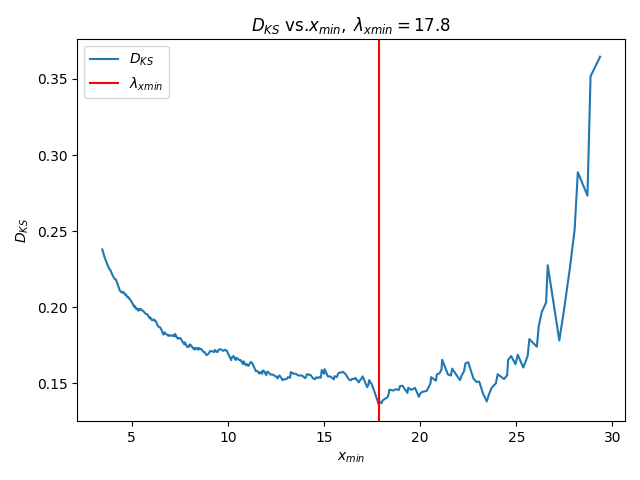 D_KS vs.x_min, λ_xmin = 17.8
D_KS
λ_xmin
0.35
0.30
0.25
0.20
0.15
D_KS
5 10 15 20 25 30
x_min